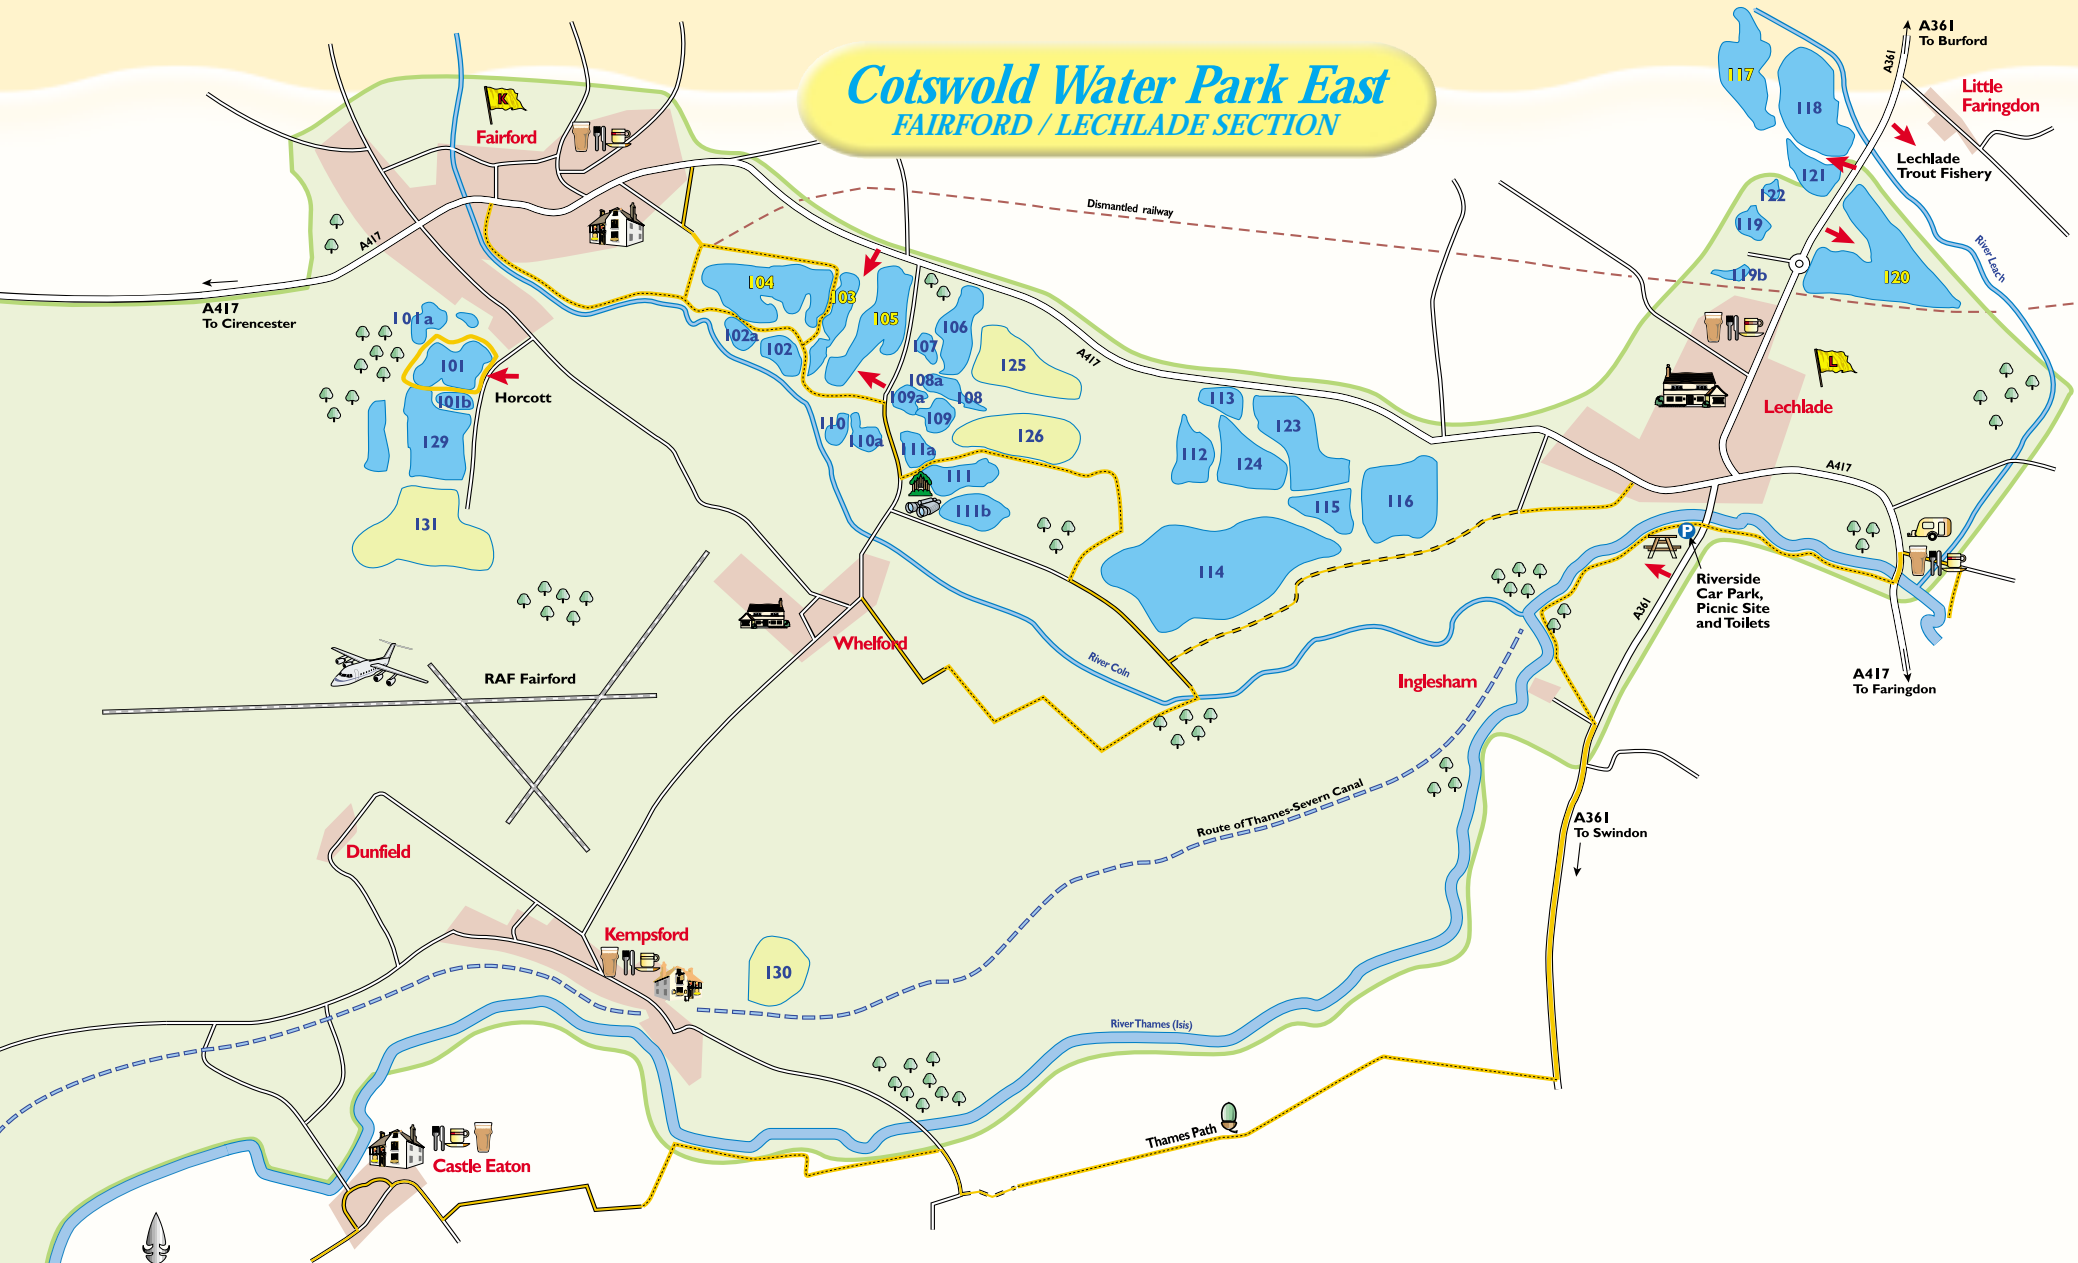 Cotswold Water Park East
FAIRFORD / LECHLADE SECTION
A361
To Burford
A361
Little
Faringdon
Lechlade
Trout Fishery
River Leach
117
118
121
122
119
119b
120
K
Fairford
A417
A417
To Cirencester
Dismantled railway
104
103
105
102a
102
106
107
125
A417
108a
108
109a
109
110
110a
111a
126
111
111b
101a
101
101b
Horcott
129
131
113
123
112
124
115
116
114
L
Lechlade
A417
P
Riverside
Car Park,
Picnic Site
and Toilets
A361
A417
To Faringdon
Whelford
River Coln
Inglesham
RAF Fairford
Route of Thames-Severn Canal
A361
To Swindon
Dunfield
Kempsford
130
River Thames (Isis)
Thames Path
Castle Eaton